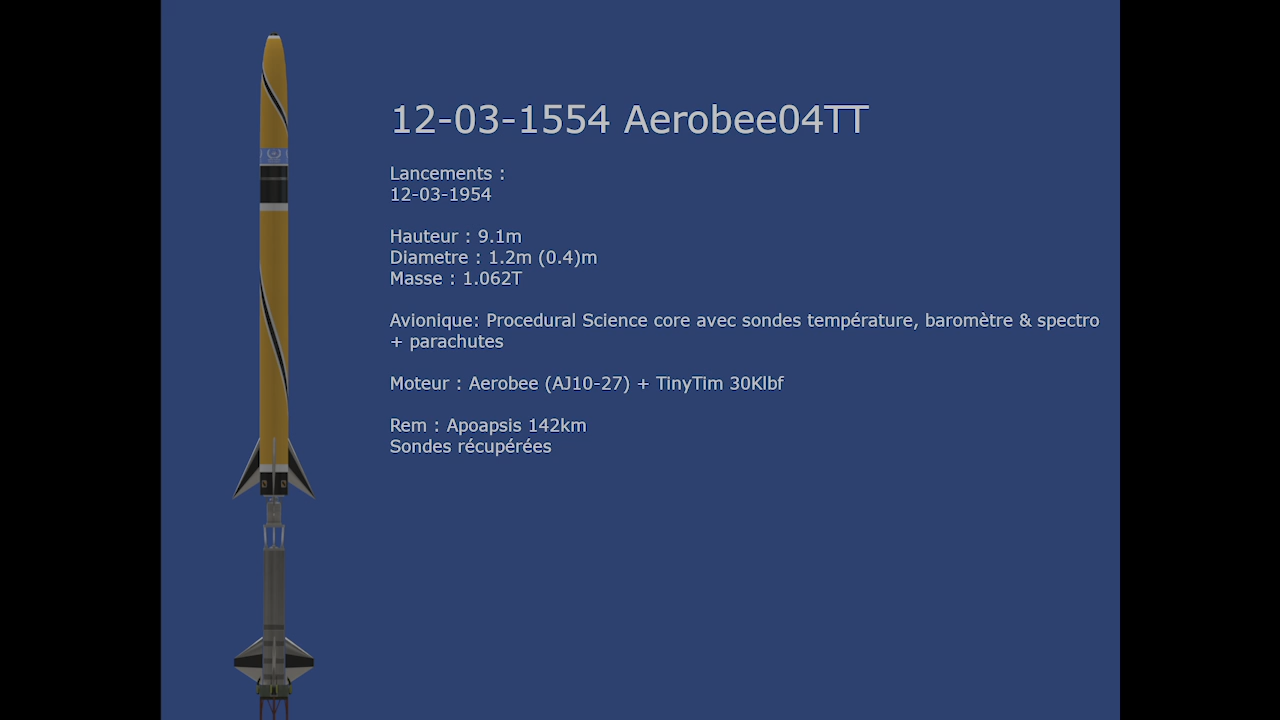 12-03-1554 Aerobee04TT
Lancements :
12-03-1954
Hauteur : 9.1m
Diametre : 1.2m (0.4)m
Masse : 1.062T
Avionique: Procedural Science core avec sondes température, baromètre & spectro
+ parachutes
Moteur : Aerobee (AJ10-27) + TinyTim 30Klbf
Rem : Apoapsis 142km
Sondes récupérées